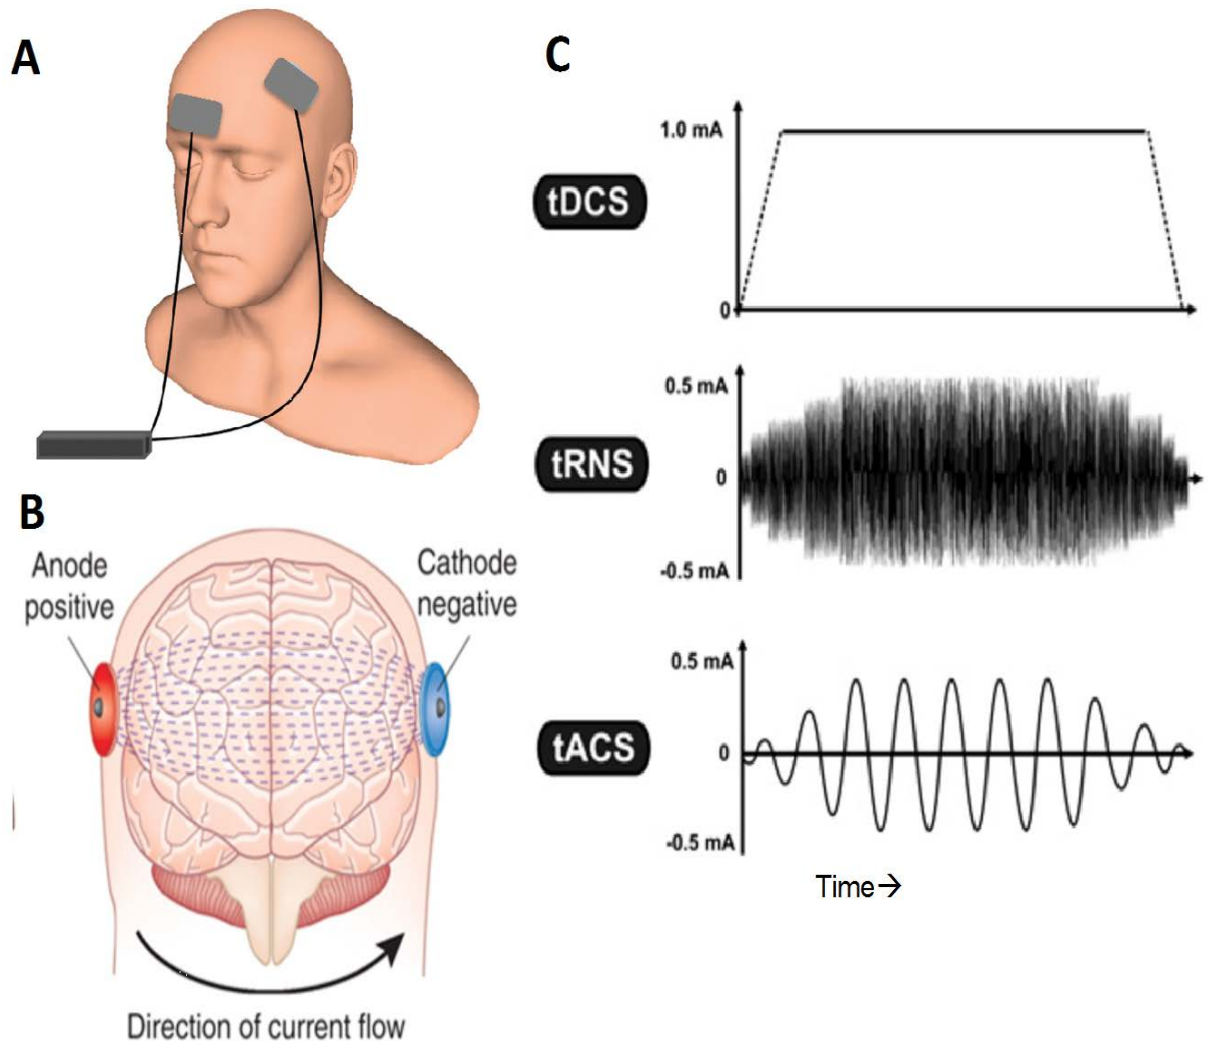 A
B
Anode
positive
Cathode
negative
Direction of current flow
C
tDCS
1.0 mA
0
tRNS
0.5 mA
0
-0.5 mA
tACS
0.5 mA
0
-0.5 mA
Time→